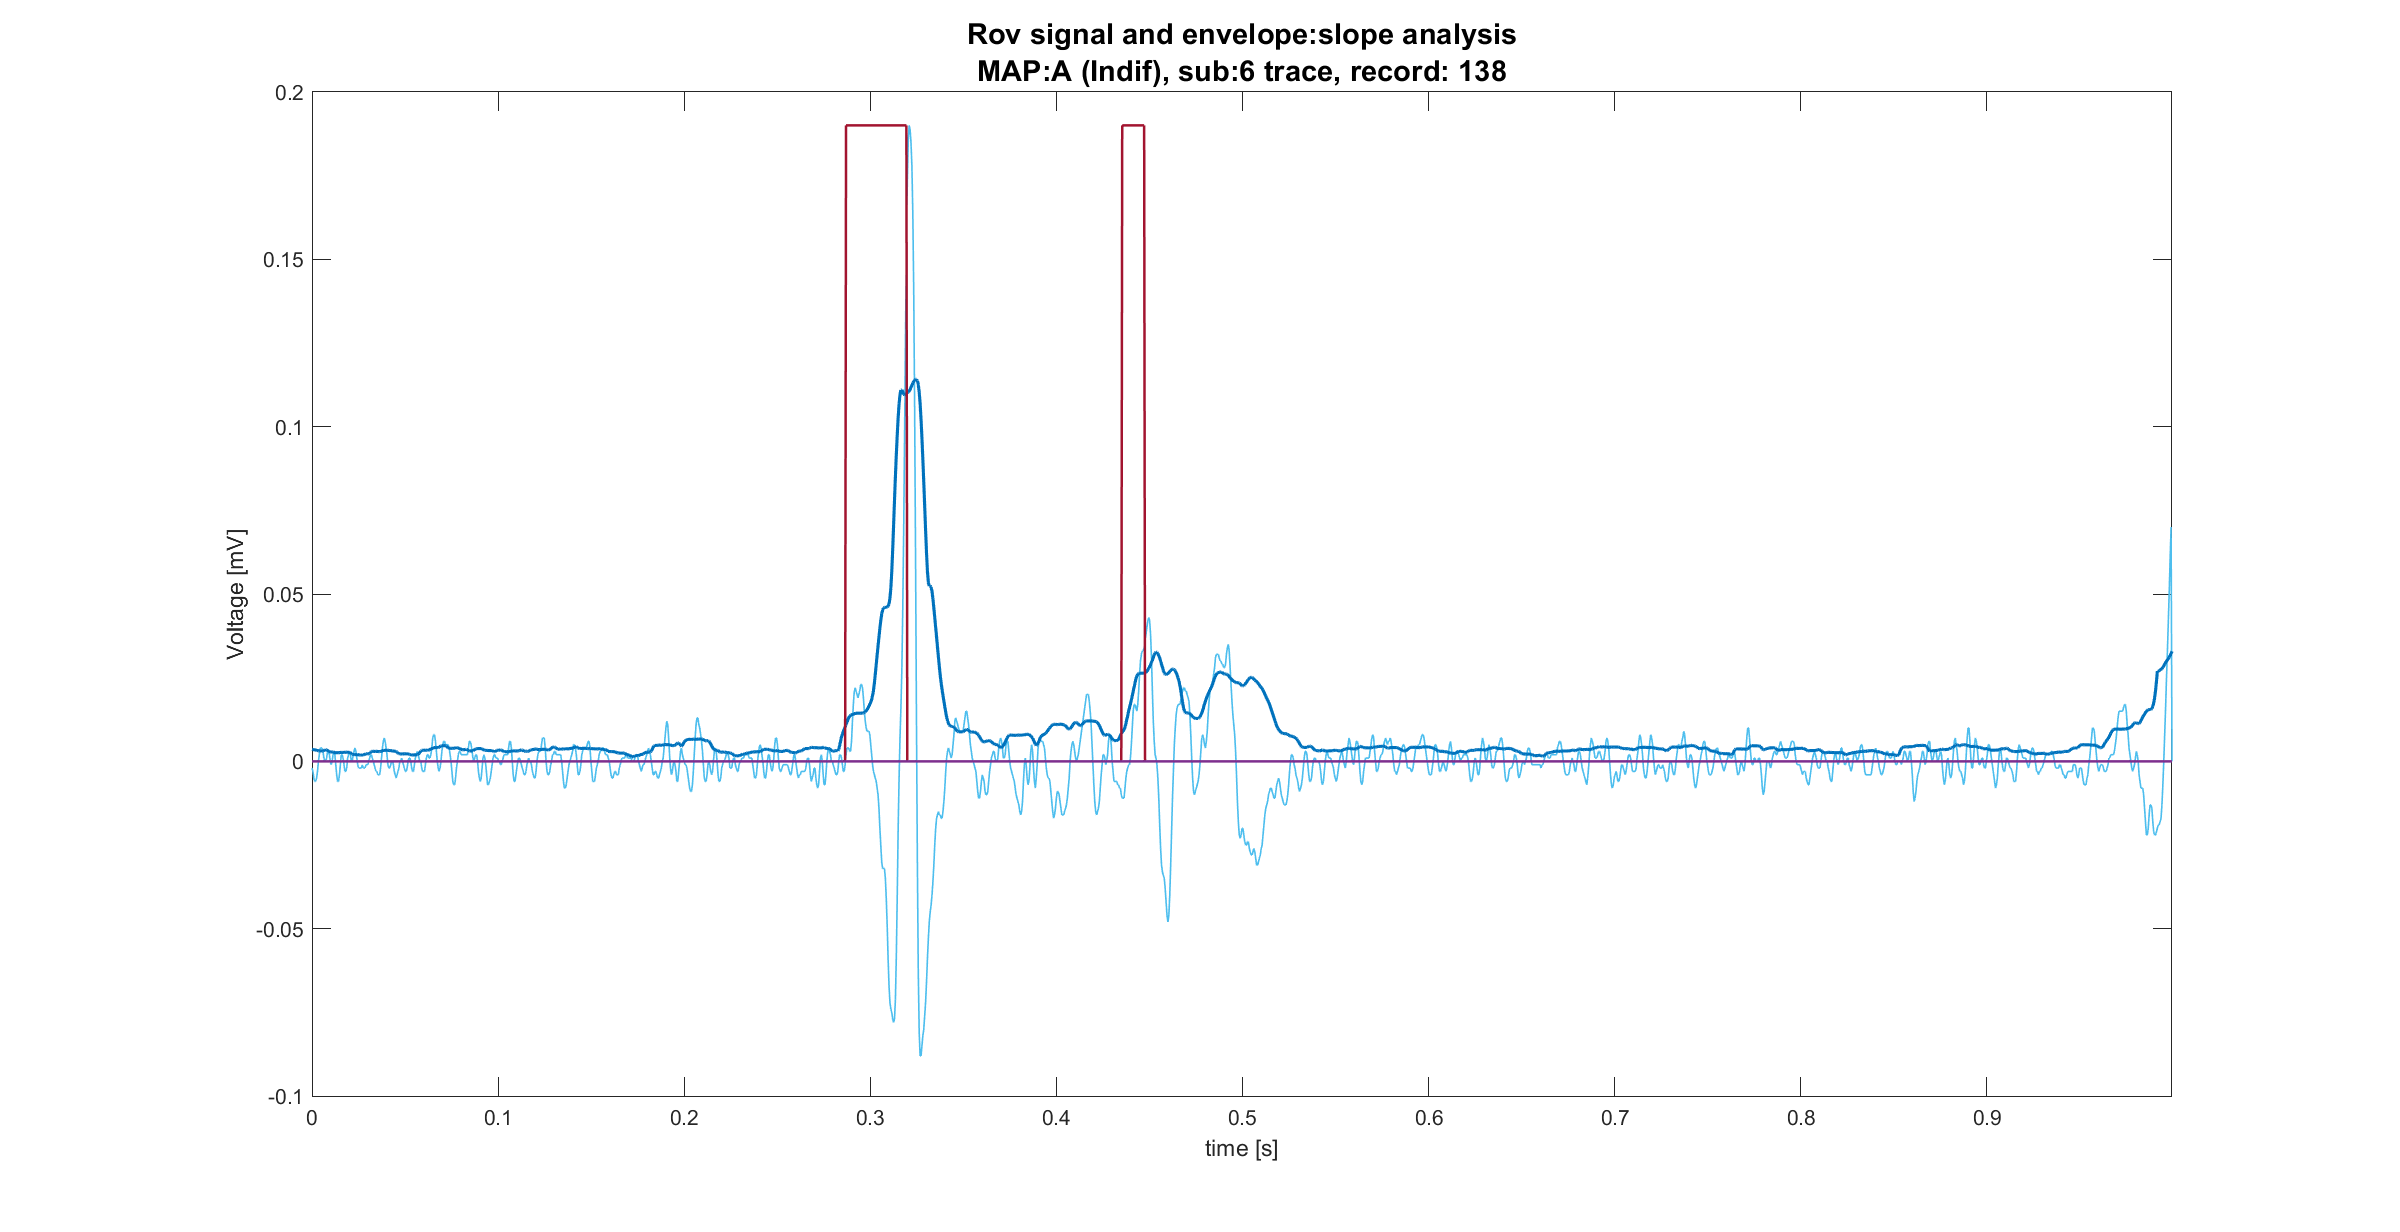 Rov signal and envelope:slope analysis
MAP:A (Indif), sub:6 trace, record: 138
0.2
0.15
0.1
0.05
0
-0.05
-0.1
Voltage [mV]
0 0.1 0.2 0.3 0.4 0.5 0.6 0.7 0.8 0.9
time [s]